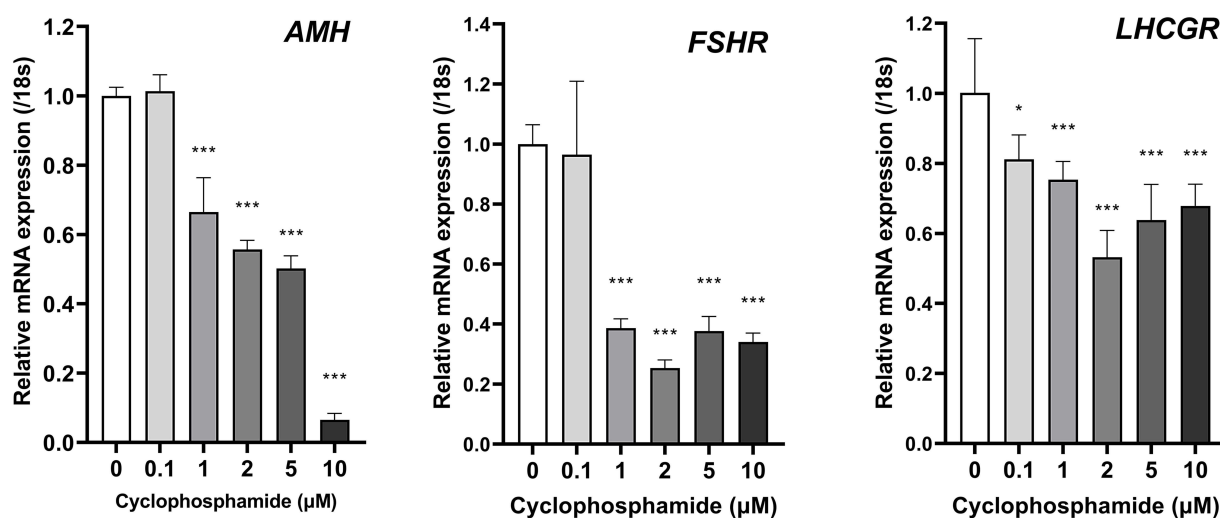 AMH
Relative mRNA expression (/18s)
1.2
1.0
0.8
0.6
0.4
0.2
0.0
***
***
***
***
0 0.1 1 2 5 10
Cyclophosphamide (μM)
FSHR
Relative mRNA expression (/18s)
1.4
1.2
1.0
0.8
0.6
0.4
0.2
0.0
***
***
***
***
0 0.1 1 2 5 10
Cyclophosphamide (μM)
LHCGR
Relative mRNA expression (/18s)
1.2
1.0
0.8
0.6
0.4
0.2
0.0
*
***
***
***
***
0 0.1 1 2 5 10
Cyclophosphamide (μM)